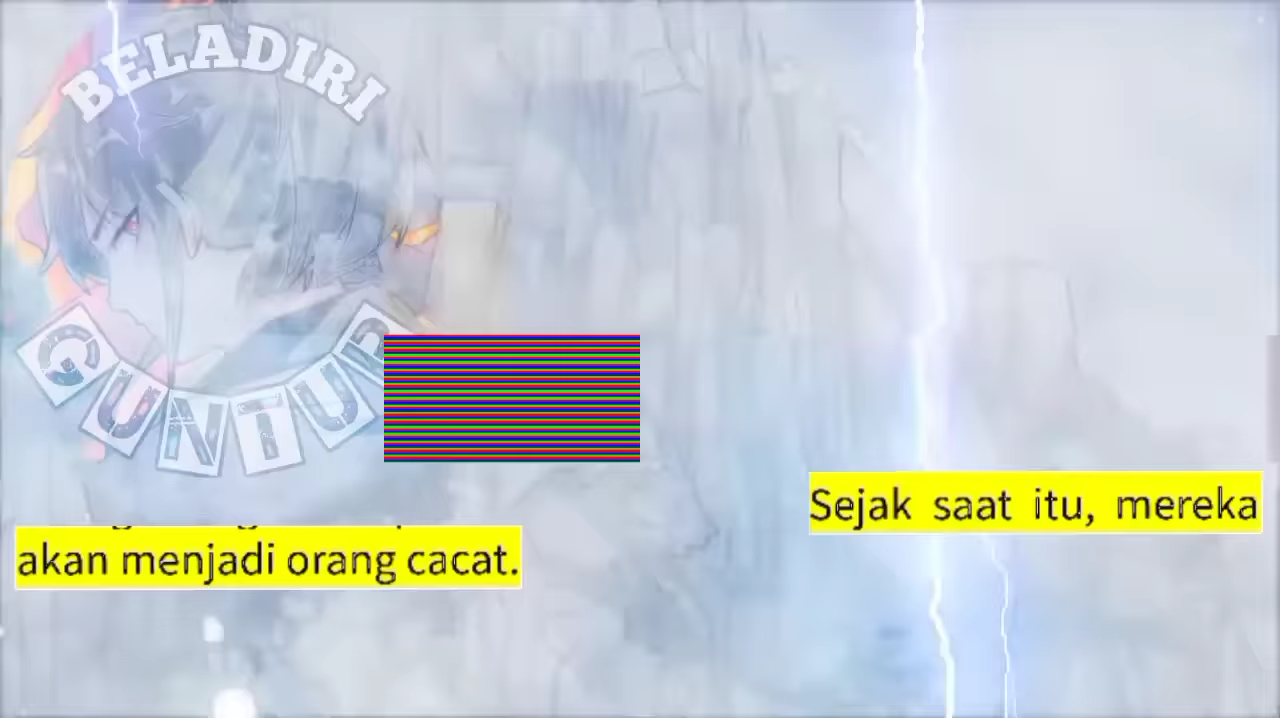 BELADIRI
GUNTUR
Sejak saat itu, mereka
akan menjadi orang cacat.